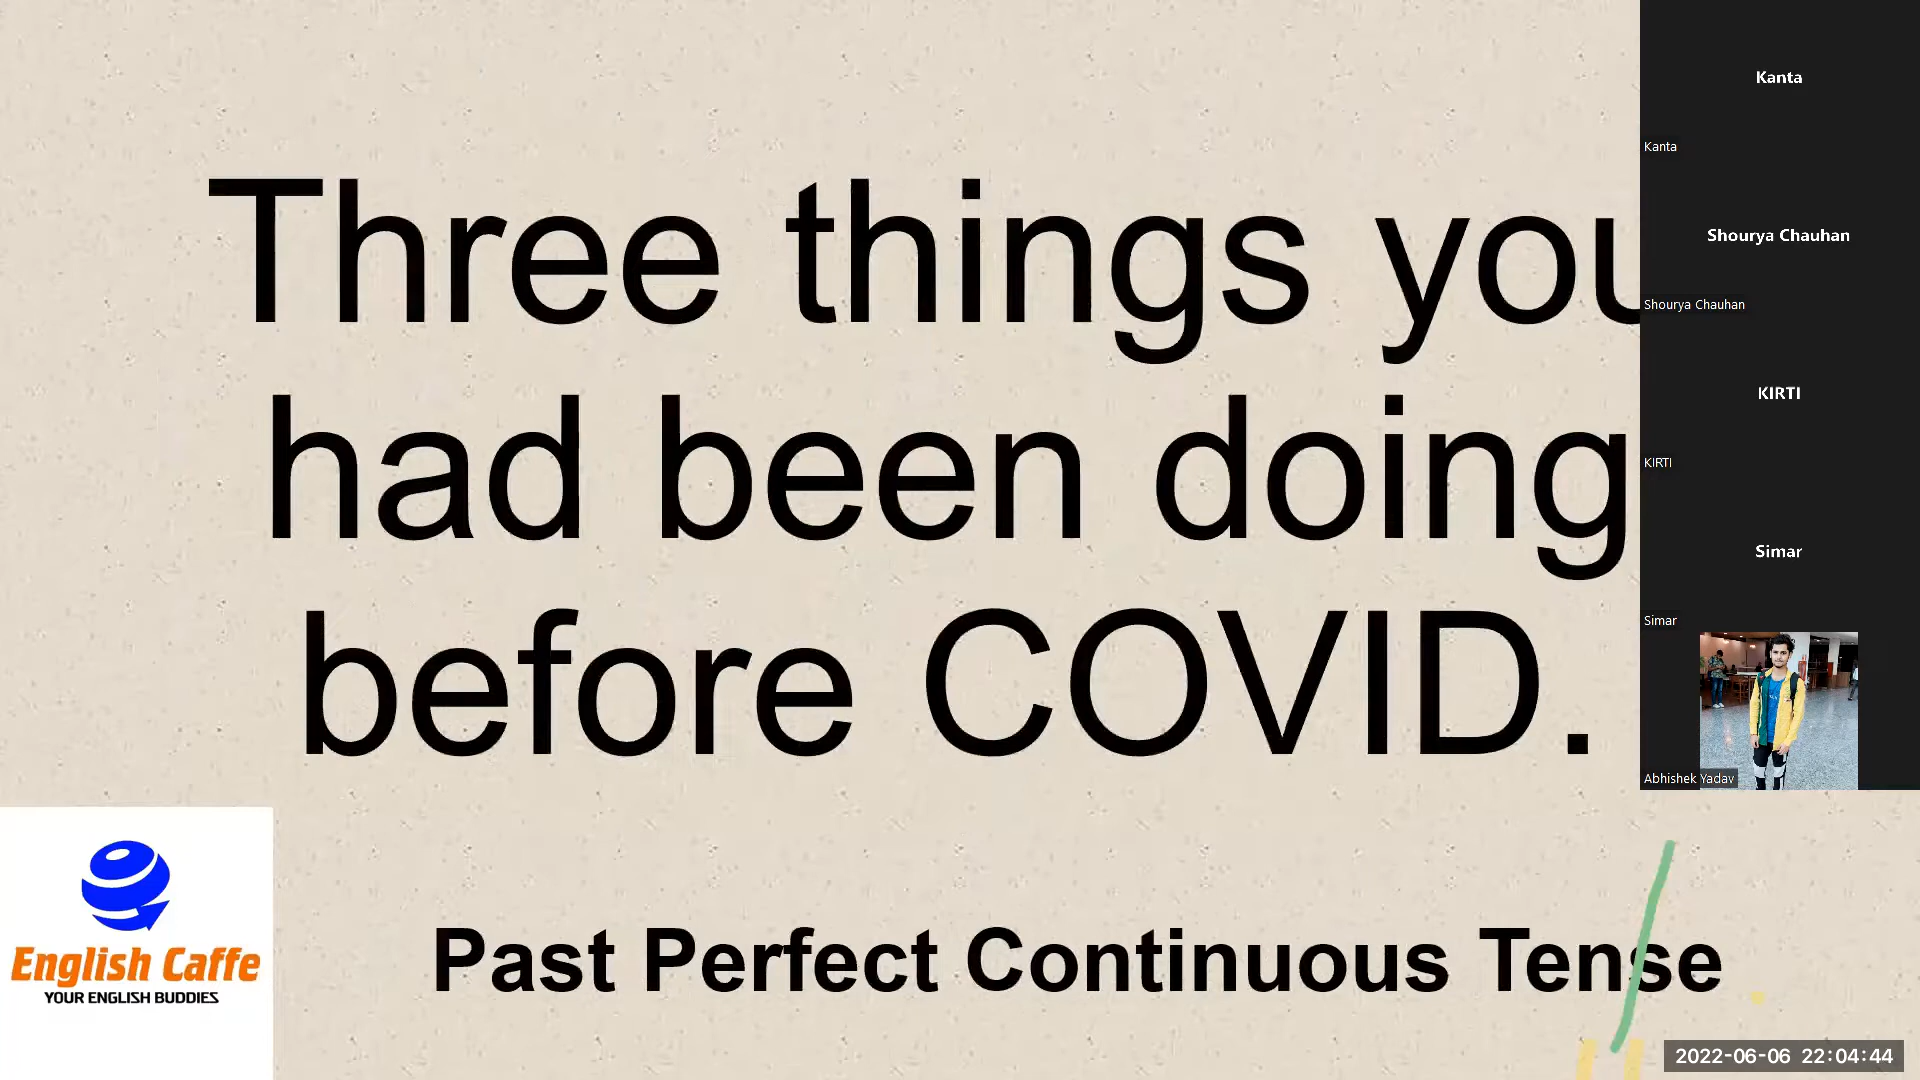 Three things you
had been doing
before COVID.
Past Perfect Continuous Tense
English Caffe
YOUR ENGLISH BUDDIES
Kanta
Kanta
Shourya Chauhan
Shourya Chauhan
KIRTI
KIRTI
Simar
Simar
Abhishek Yadav
2022-06-06 22:04:44